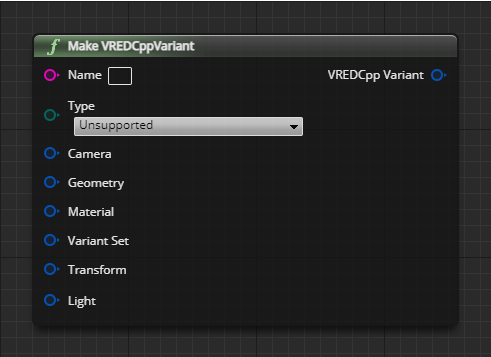 f Make VREDCppVariant
Name VREDCpp Variant
Type
Unsupported
Camera
Geometry
Material
Variant Set
Transform
Light